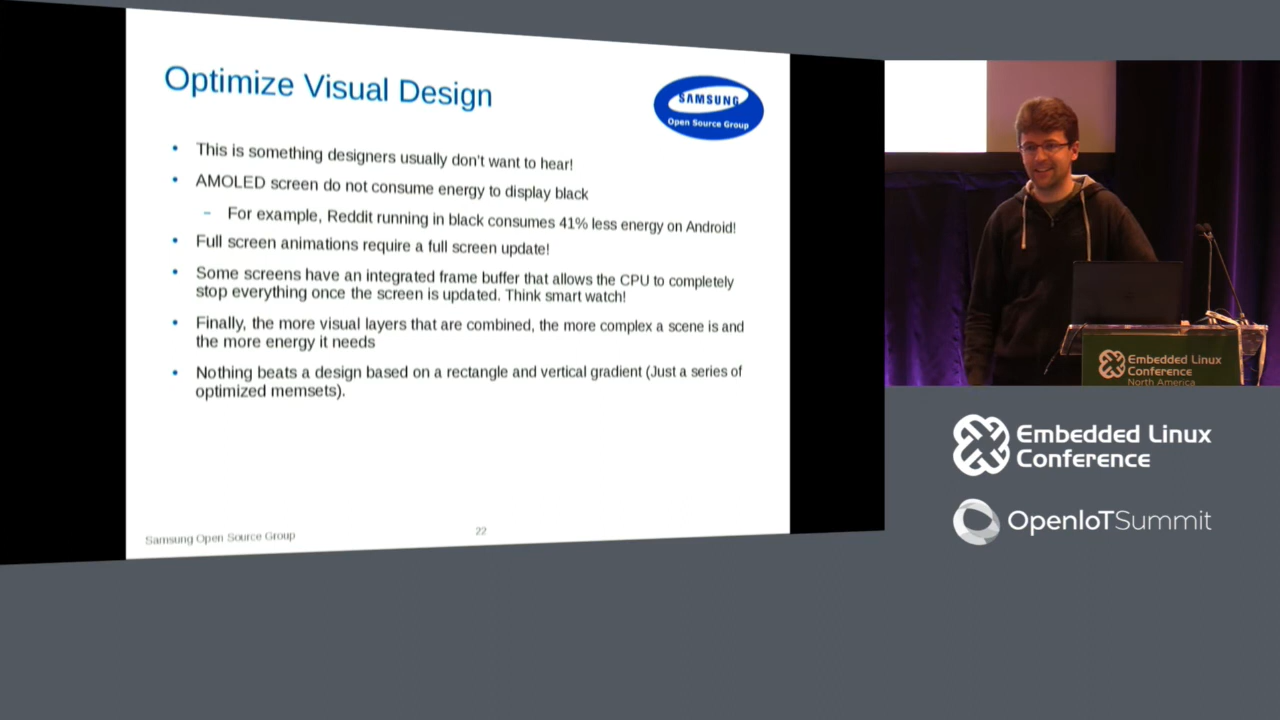 Optimize Visual Design
SAMSUNG
Open Source Group
• This is something designers usually don't want to hear!
• AMOLED screen do not consume energy to display black
– For example, Reddit running in black consumes 41% less energy on Android!
• Full screen animations require a full screen update!
• Some screens have an integrated frame buffer that allows the CPU to completely
stop everything once the screen is updated. Think smart watch!
• Finally, the more visual layers that are combined, the more complex a scene is and
the more energy it needs
• Nothing beats a design based on a rectangle and vertical gradient (Just a series of
optimized memsets).
Samsung Open Source Group
22
Embedded Linux
Conference
North America
Embedded Linux
Conference
OpenIoTSummit